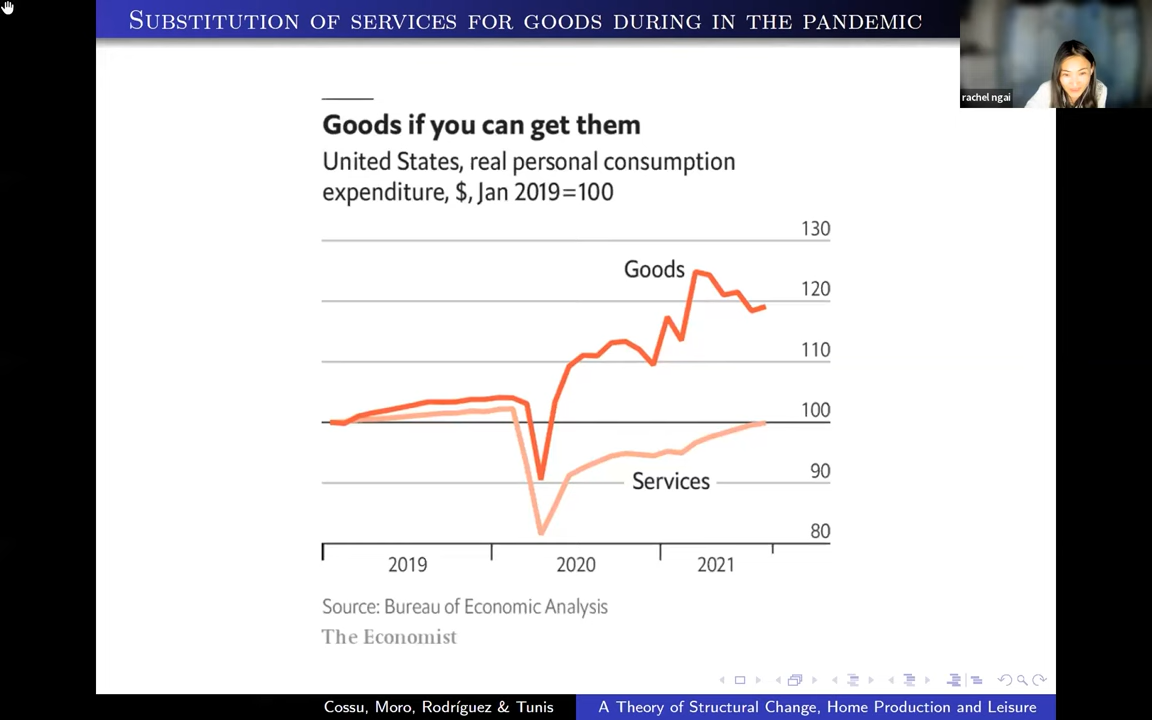 Substitution of services for goods during in the pandemic
rachel ngai
Goods if you can get them
United States, real personal consumption
expenditure, $, Jan 2019=100
130
Goods
120
110
100
90
Services
80
2019 2020 2021
Source: Bureau of Economic Analysis
The Economist
Cossu, Moro, Rodríguez & Tunis A Theory of Structural Change, Home Production and Leisure